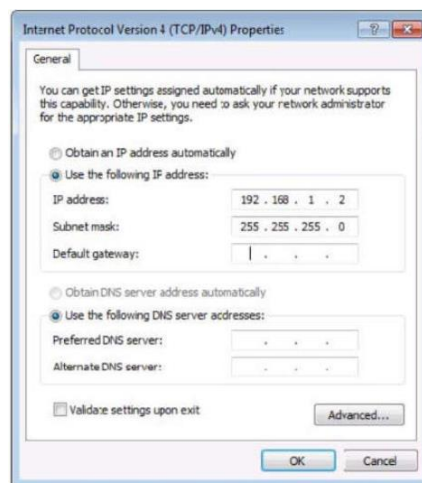 Internet Protocol Version 4 (TCP/IPv4) Properties
General
You can get IP settings assigned automatically if your network supports
this capability. Otherwise, you need to ask your network administrator
for the appropriate IP settings.
Obtain an IP address automatically
Use the following IP address:
IP address: 192 . 168 . 1 . 2
Subnet mask: 255 . 255 . 255 . 0
Default gateway: . . .
Obtain DNS server address automatically
Use the following DNS server addresses:
Preferred DNS server: . . .
Alternate DNS server: . . .
Validate settings upon exit
Advanced...
OK Cancel